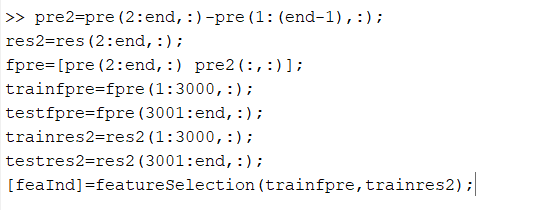 >> pre2=pre(2:end,:)-pre(1:(end-1),:);
res2=res(2:end,:);
fpre=[pre(2:end,:) pre2(:,:)];
trainfpre=fpre(1:3000,:);
testfpre=fpre(3001:end,:);
trainres2=res2(1:3000,:);
testres2=res2(3001:end,:);
[feaInd]=featureSelection(trainfpre,trainres2);